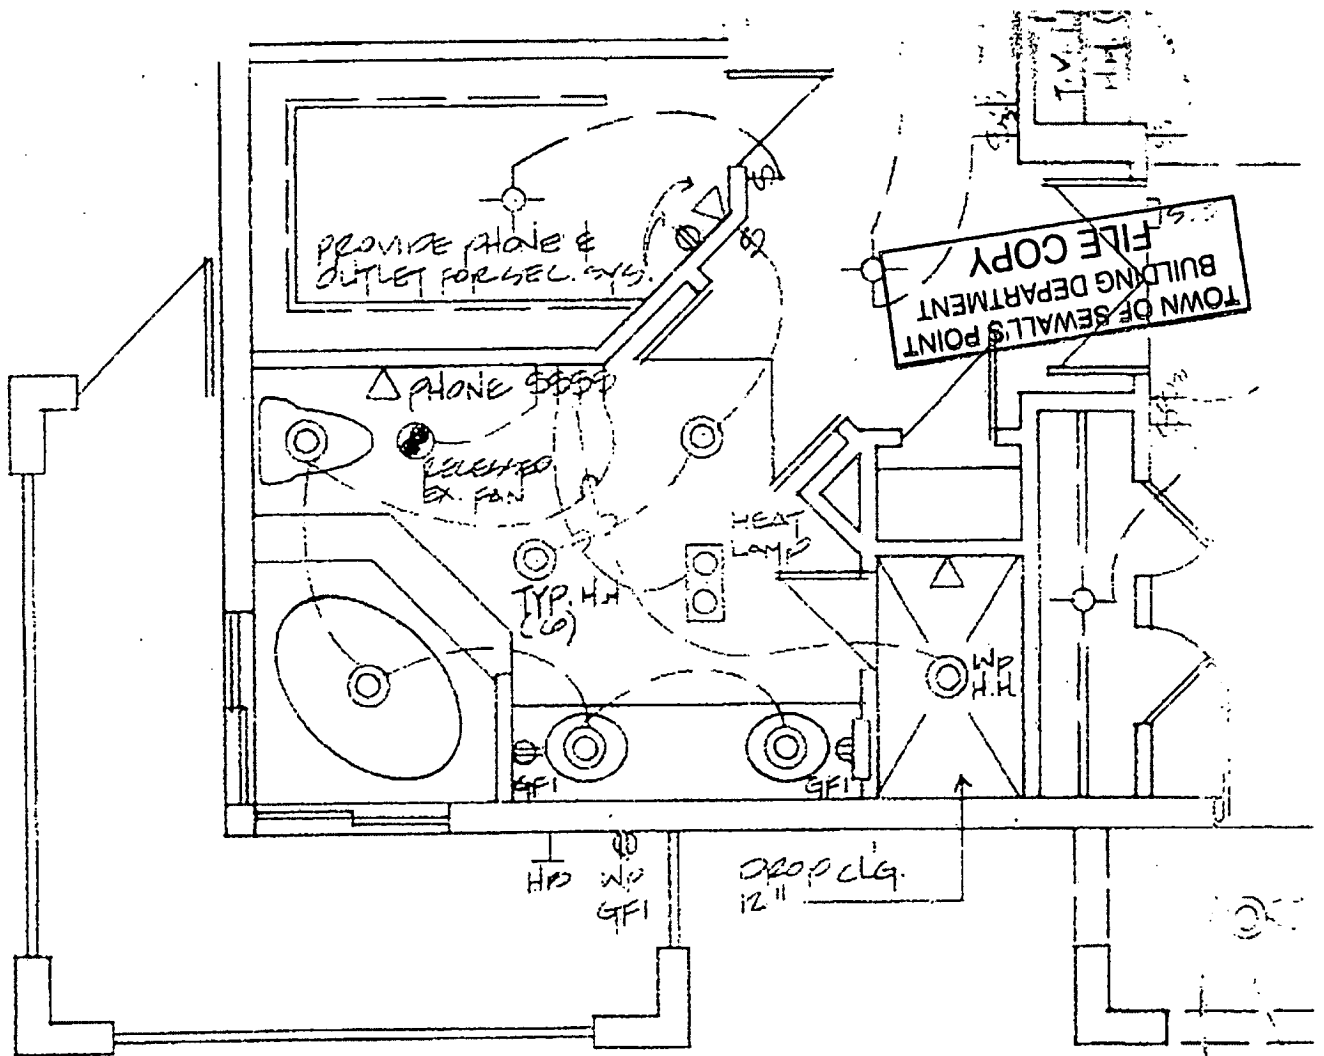 T.V.
PROVIDE PHONE &
OUTLET FOR SEC. SYS.
TOWN OF SEWALL'S POINT
BUILDING DEPARTMENT
FILE COPY
PHONE $$$$
EX. FAN
HEAT
LAMP
TYP. H.H
(6)
WP
H.H
GFI
GFI
HB
WP
GFI
DROP CLG.
12"